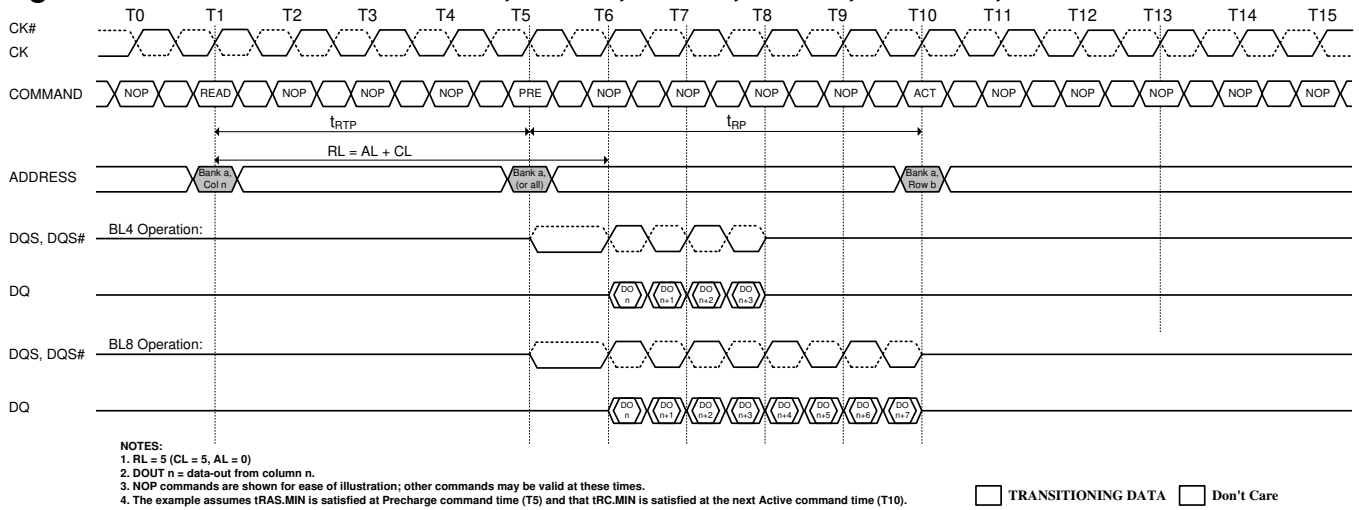 T0 T1 T2 T3 T4 T5 T6 T7 T8 T9 T10 T11 T12 T13 T14 T15
CK#
CK
COMMAND NOP READ NOP NOP NOP PRE NOP NOP NOP NOP ACT NOP NOP NOP NOP NOP
tRTP tRP
RL = AL + CL
ADDRESS
Bank a, Bank a, Bank a,
Col n (or all) Row b
BL4 Operation:
DQS, DQS#
DQ
DO DO DO DO
n n+1 n+2 n+3
BL8 Operation:
DQS, DQS#
DQ
DO DO DO DO DO DO DO DO
n n+1 n+2 n+3 n+4 n+5 n+6 n+7
NOTES:
1. RL = 5 (CL = 5, AL = 0)
2. DOUT n = data-out from column n.
3. NOP commands are shown for ease of illustration; other commands may be valid at these times.
4. The example assumes tRAS.MIN is satisfied at Precharge command time (T5) and that tRC.MIN is satisfied at the next Active command time (T10).
TRANSITIONING DATA Don't Care